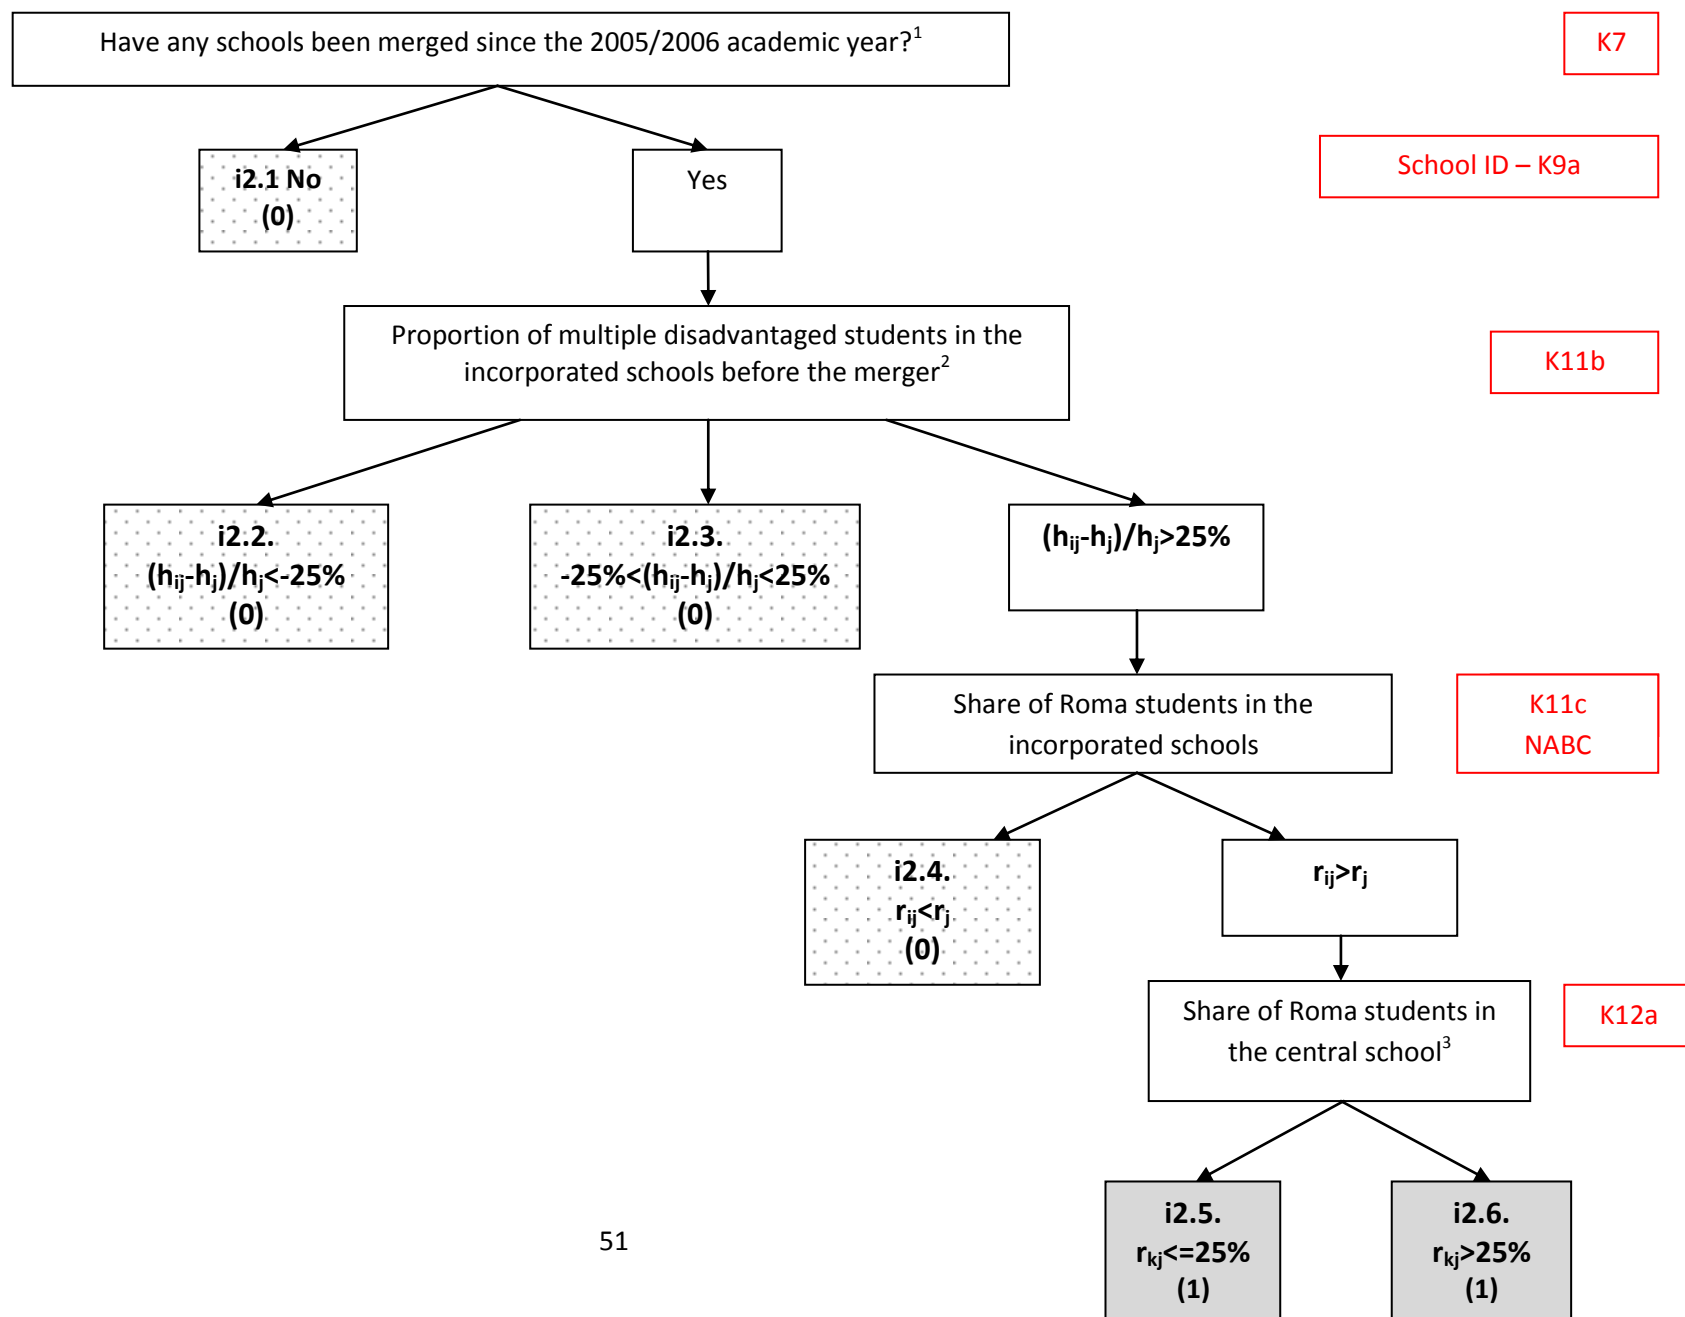 Have any schools been merged since the 2005/2006 academic year?1
K7
School ID – K9a
i2.1 No
(0)
Yes
Proportion of multiple disadvantaged students in the
incorporated schools before the merger2
K11b
i2.2.
(hij-hj)/hj<-25%
(0)
i2.3.
-25%<(hij-hj)/hj<25%
(0)
(hij-hj)/hj>25%
Share of Roma students in the
incorporated schools
K11c
NABC
i2.4.
rij<rj
(0)
rij>rj
Share of Roma students in
the central school3
K12a
i2.5.
rkj<=25%
(1)
i2.6.
rkj>25%
(1)
51